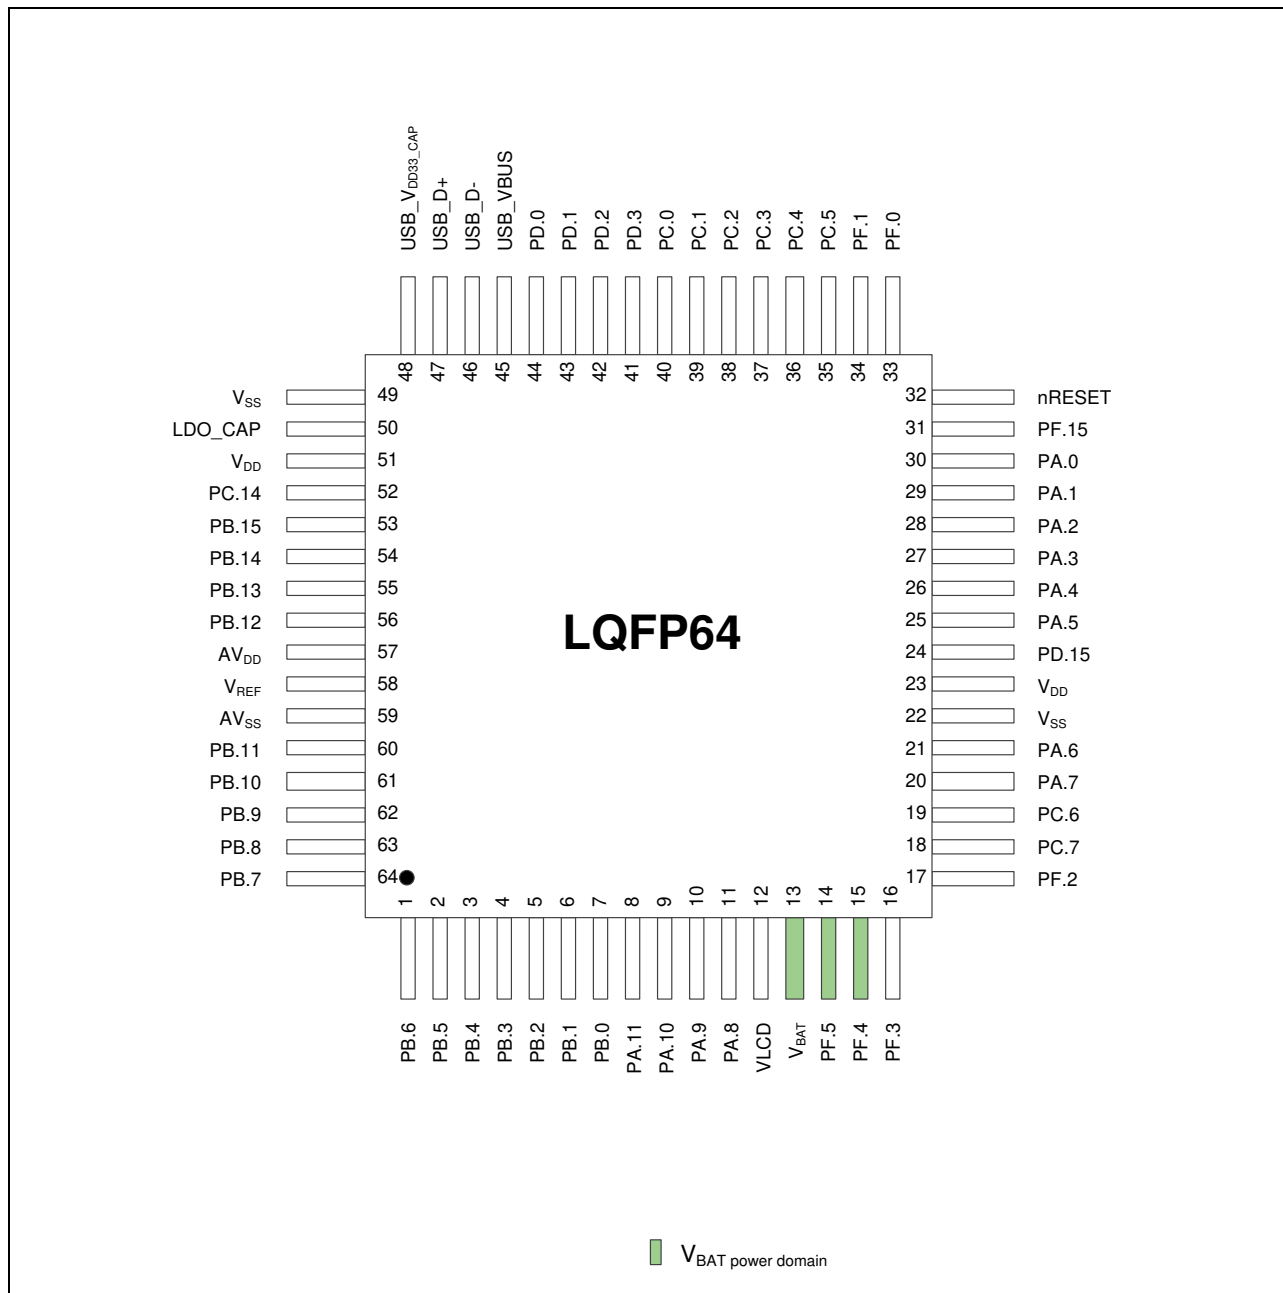 USB_VDD33_CAP
USB_D+
USB_D-
USB_VBUS
PD.0
PD.1
PD.2
PD.3
PC.0
PC.1
PC.2
PC.3
PC.4
PC.5
PF.1
PF.0
48
47
46
45
44
43
42
41
40
39
38
37
36
35
34
33
VSS 49
LDO_CAP 50
VDD 51
PC.14 52
PB.15 53
PB.14 54
PB.13 55
PB.12 56
AVDD 57
VREF 58
AVSS 59
PB.11 60
PB.10 61
PB.9 62
PB.8 63
PB.7 64
LQFP64
32 nRESET
31 PF.15
30 PA.0
29 PA.1
28 PA.2
27 PA.3
26 PA.4
25 PA.5
24 PD.15
23 VDD
22 VSS
21 PA.6
20 PA.7
19 PC.6
18 PC.7
17 PF.2
1
2
3
4
5
6
7
8
9
10
11
12
13
14
15
16
PB.6
PB.5
PB.4
PB.3
PB.2
PB.1
PB.0
PA.11
PA.10
PA.9
PA.8
VLCD
VBAT
PF.5
PF.4
PF.3
VBAT power domain